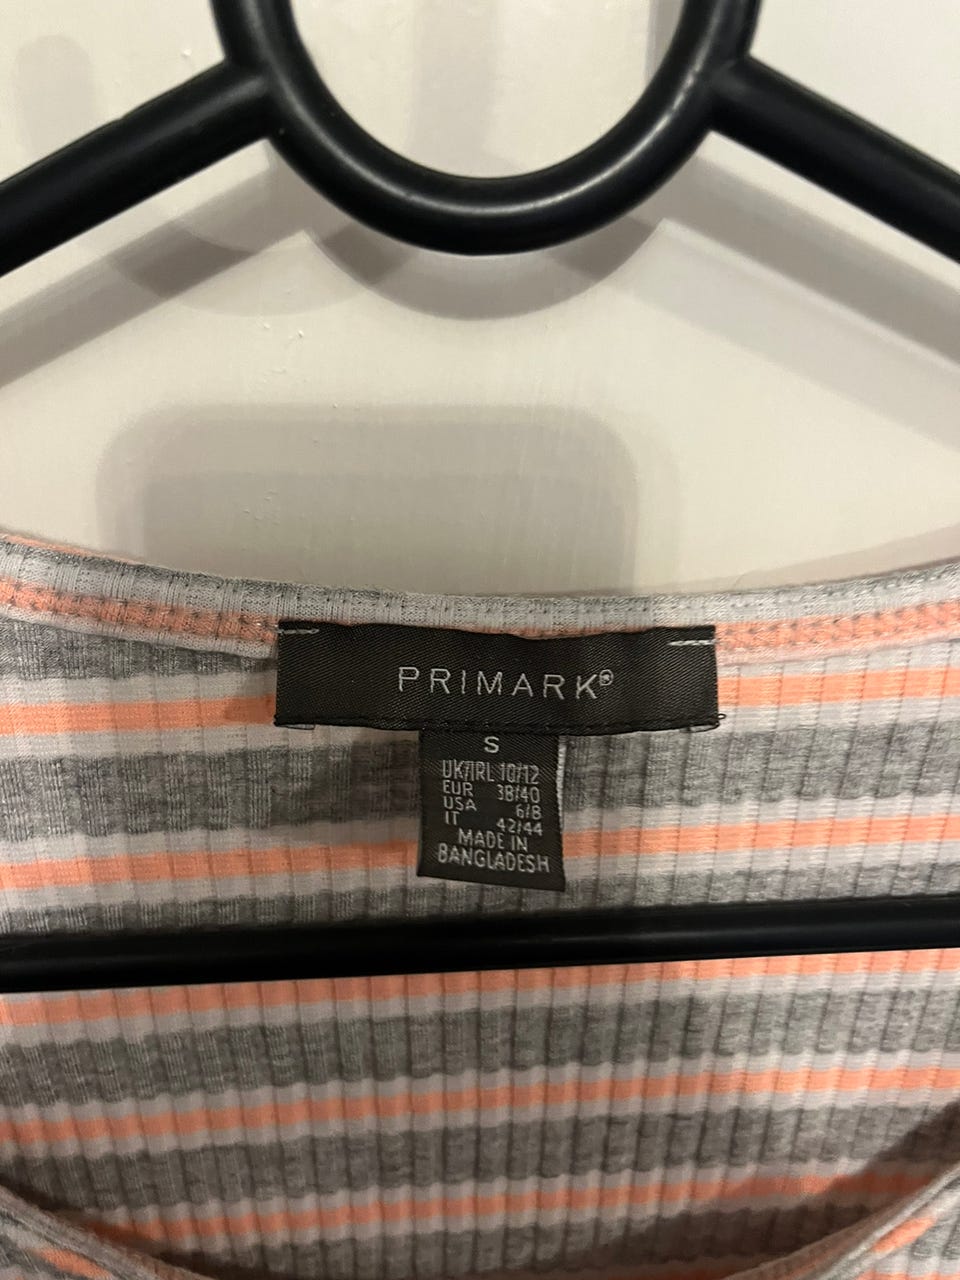 PRIMARK®
S
UK/IRL 10/12
EUR 38/40
USA 6/8
IT 42/44
MADE IN
BANGLADESH